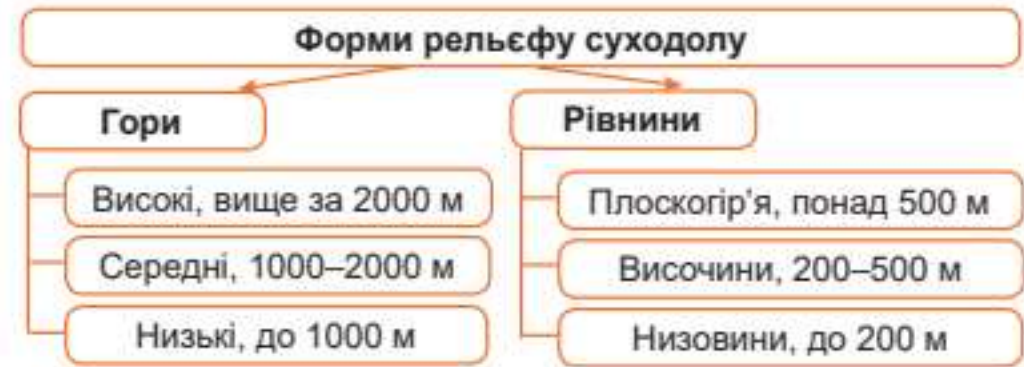 Форми рельєфу суходолу
Гори
Високі, вище за 2000 м
Середні, 1000–2000 м
Низькі, до 1000 м
Рівнини
Плоскогір'я, понад 500 м
Височини, 200–500 м
Низовини, до 200 м